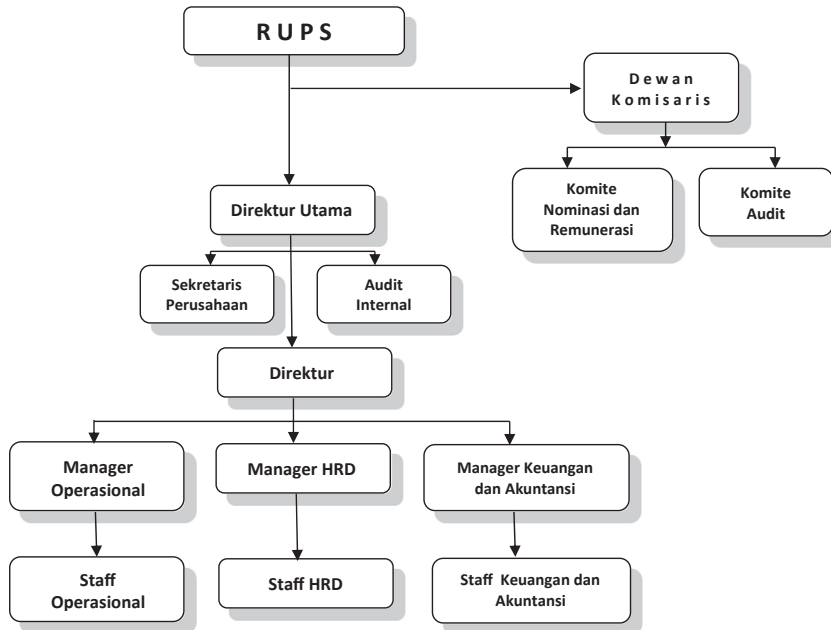 R U P S
D e w a n
K o m i s a r i s
Komite
Nominasi dan
Remunerasi
Komite
Audit
Direktur Utama
Sekretaris
Perusahaan
Audit
Internal
Direktur
Manager
Operasional
Manager HRD
Manager Keuangan
dan Akuntansi
Staff
Operasional
Staff HRD
Staff Keuangan dan
Akuntansi